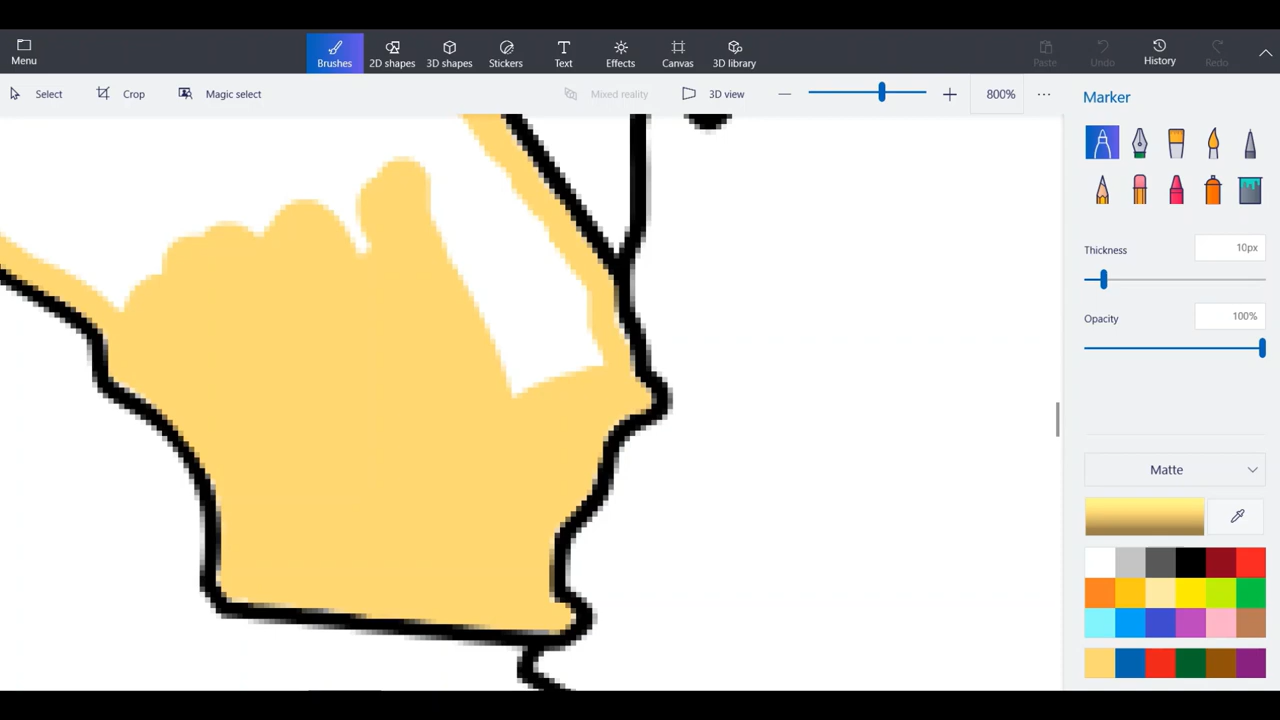 Menu
Brushes
2D shapes
3D shapes
Stickers
Text
Effects
Canvas
3D library
Paste
Undo
History
Redo
Select
Crop
Magic select
Mixed reality
3D view
800%
Marker
Thickness
10px
Opacity
100%
Matte